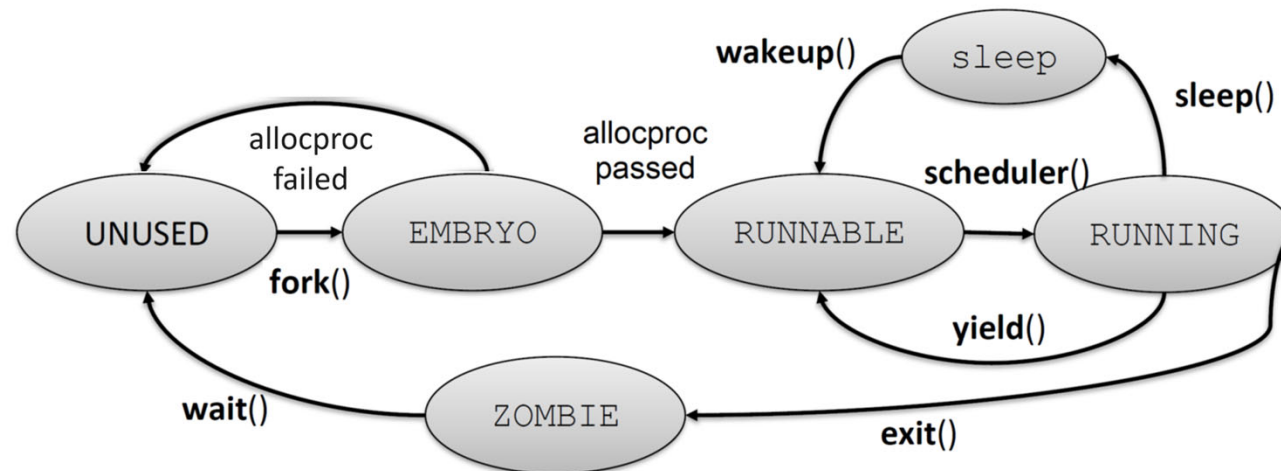 wakeup()
sleep
sleep()
allocproc
failed
allocproc
passed
scheduler()
UNUSED
EMBRYO
RUNNABLE
RUNNING
fork()
yield()
wait()
ZOMBIE
exit()